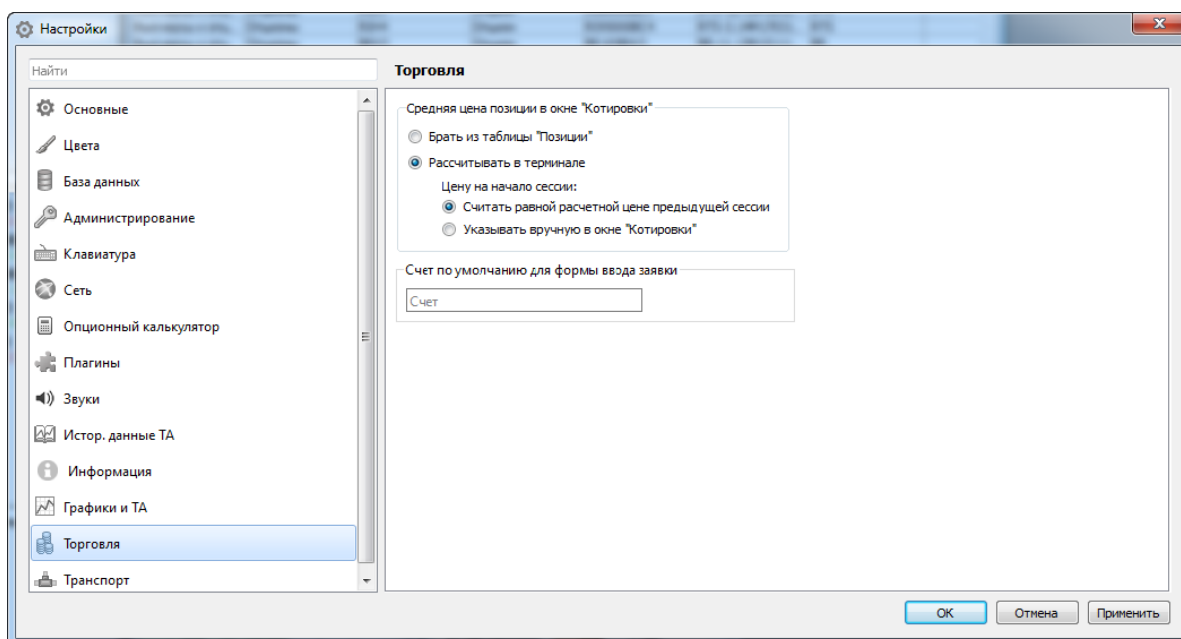 Настройки
Найти
Основные
Цвета
База данных
Администрирование
Клавиатура
Сеть
Опционный калькулятор
Плагины
Звуки
Истор. данные ТА
Информация
Графики и ТА
Торговля
Транспорт
Торговля
Средняя цена позиции в окне "Котировки"
Брать из таблицы "Позиции"
Рассчитывать в терминале
Цену на начало сессии:
Считать равной расчетной цене предыдущей сессии
Указывать вручную в окне "Котировки"
Счет по умолчанию для формы ввода заявки
Счет
ОК
Отмена
Применить